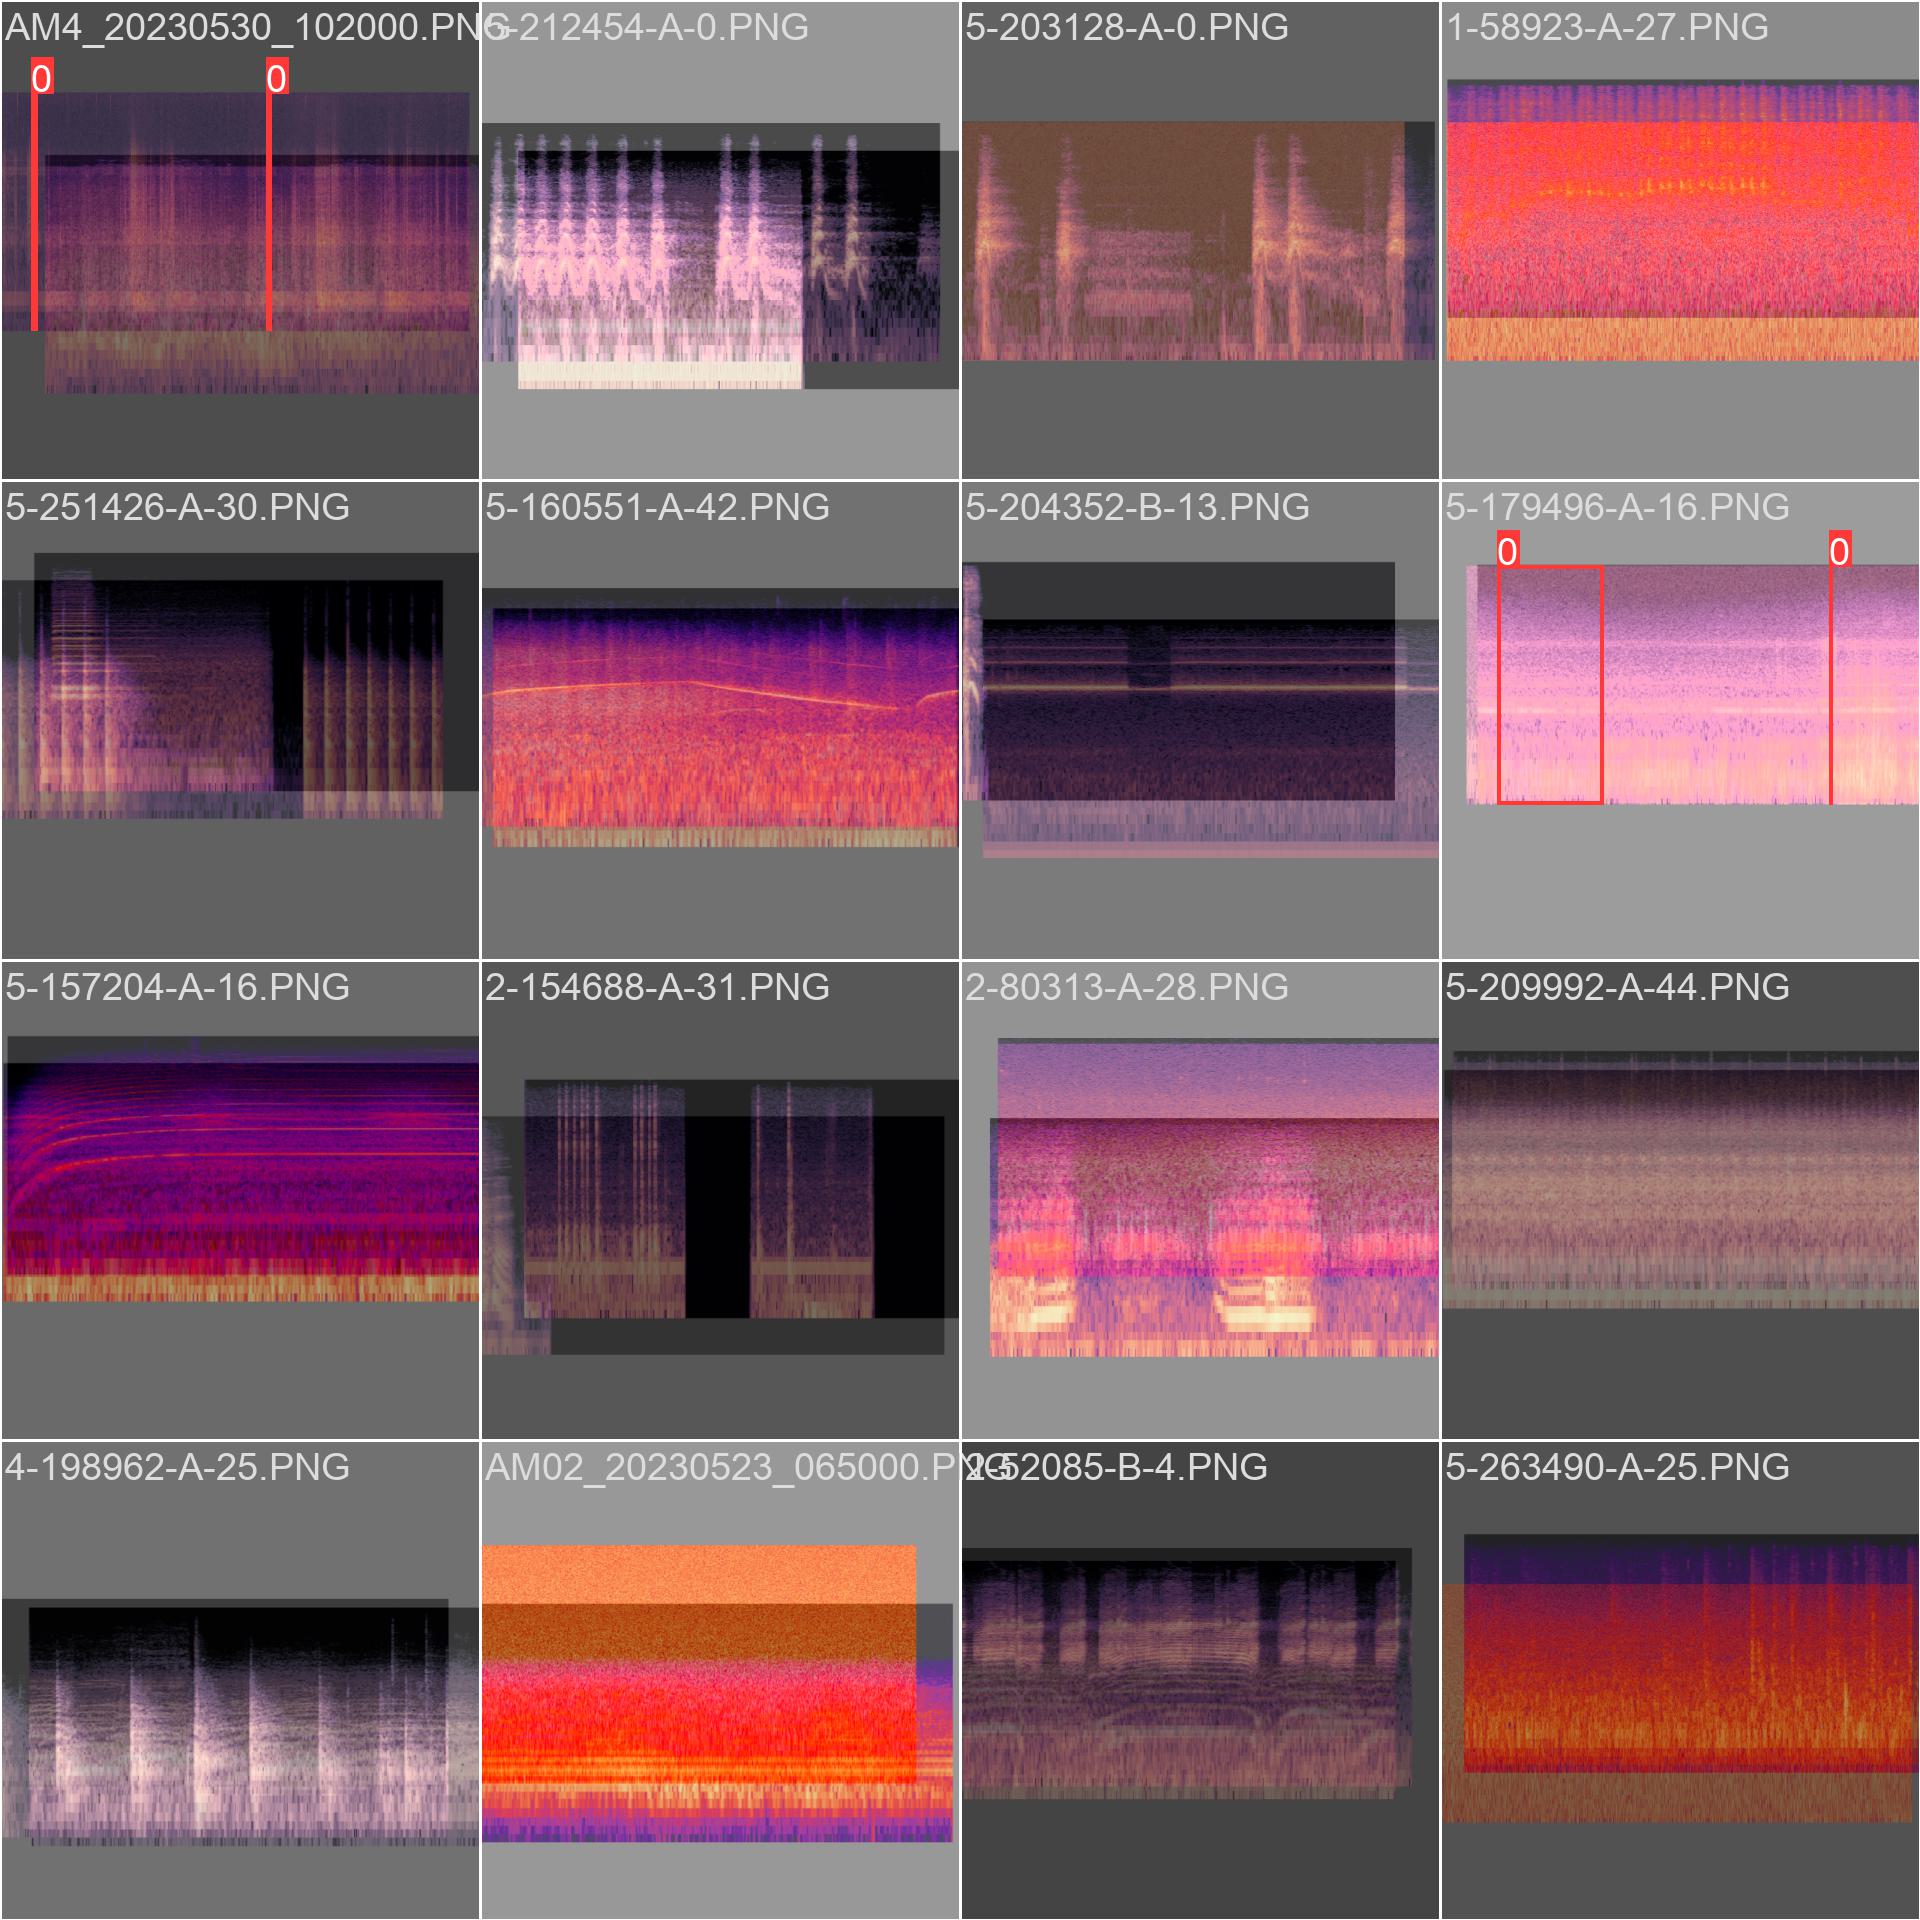 AM4_20230530_102000.PNG
5-212454-A-0.PNG
5-203128-A-0.PNG
1-58923-A-27.PNG
0
0
5-251426-A-30.PNG
5-160551-A-42.PNG
5-204352-B-13.PNG
5-179496-A-16.PNG
0
0
5-157204-A-16.PNG
2-154688-A-31.PNG
2-80313-A-28.PNG
5-209992-A-44.PNG
4-198962-A-25.PNG
AM02_20230523_065000.PNG
2-52085-B-4.PNG
5-263490-A-25.PNG